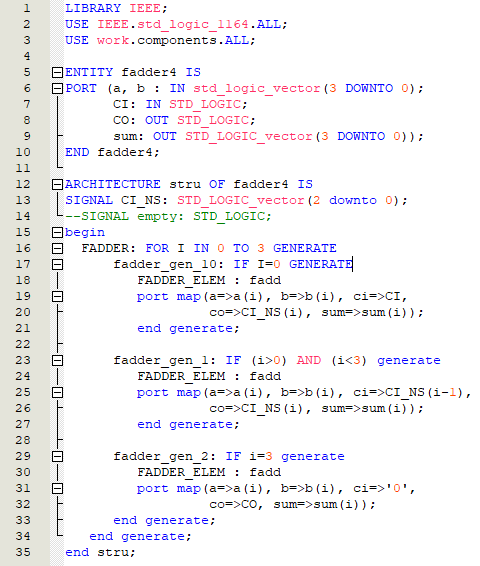 1 LIBRARY IEEE;
2 USE IEEE.std_logic_1164.ALL;
3 USE work.components.ALL;
4
5 ENTITY fadder4 IS
6 PORT (a, b : IN std_logic_vector(3 DOWNTO 0);
7 CI: IN STD_LOGIC;
8 CO: OUT STD_LOGIC;
9 sum: OUT STD_LOGIC_vector(3 DOWNTO 0));
10 END fadder4;
11
12 ARCHITECTURE stru OF fadder4 IS
13 SIGNAL CI_NS: STD_LOGIC_vector(2 downto 0);
14 --SIGNAL empty: STD_LOGIC;
15 begin
16 FADDER: FOR I IN 0 TO 3 GENERATE
17 fadder_gen_10: IF I=0 GENERATE
18 FADDER_ELEM : fadd
19 port map(a=>a(i), b=>b(i), ci=>CI,
20 co=>CI_NS(i), sum=>sum(i));
21 end generate;
22
23 fadder_gen_1: IF (i>0) AND (i<3) generate
24 FADDER_ELEM : fadd
25 port map(a=>a(i), b=>b(i), ci=>CI_NS(i-1),
26 co=>CI_NS(i), sum=>sum(i));
27 end generate;
28
29 fadder_gen_2: IF i=3 generate
30 FADDER_ELEM : fadd
31 port map(a=>a(i), b=>b(i), ci=>'0',
32 co=>CO, sum=>sum(i));
33 end generate;
34 end generate;
35 end stru;